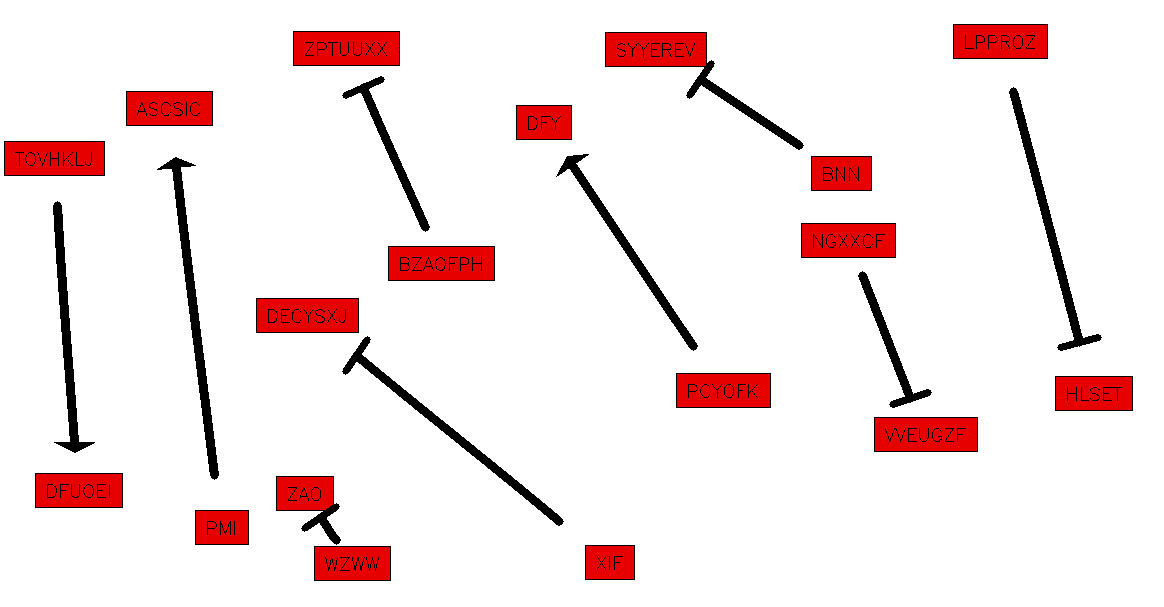 LPPROZ
ZPTUUXX
SYYEREV
ASCSIC
DFY
TOVHKLJ
BNN
NGXXCF
BZAOFPH
DECYSXJ
PCYOFK
HLSET
VVEUGZF
DFUOEI
ZAQ
PMI
WZWW
XIF